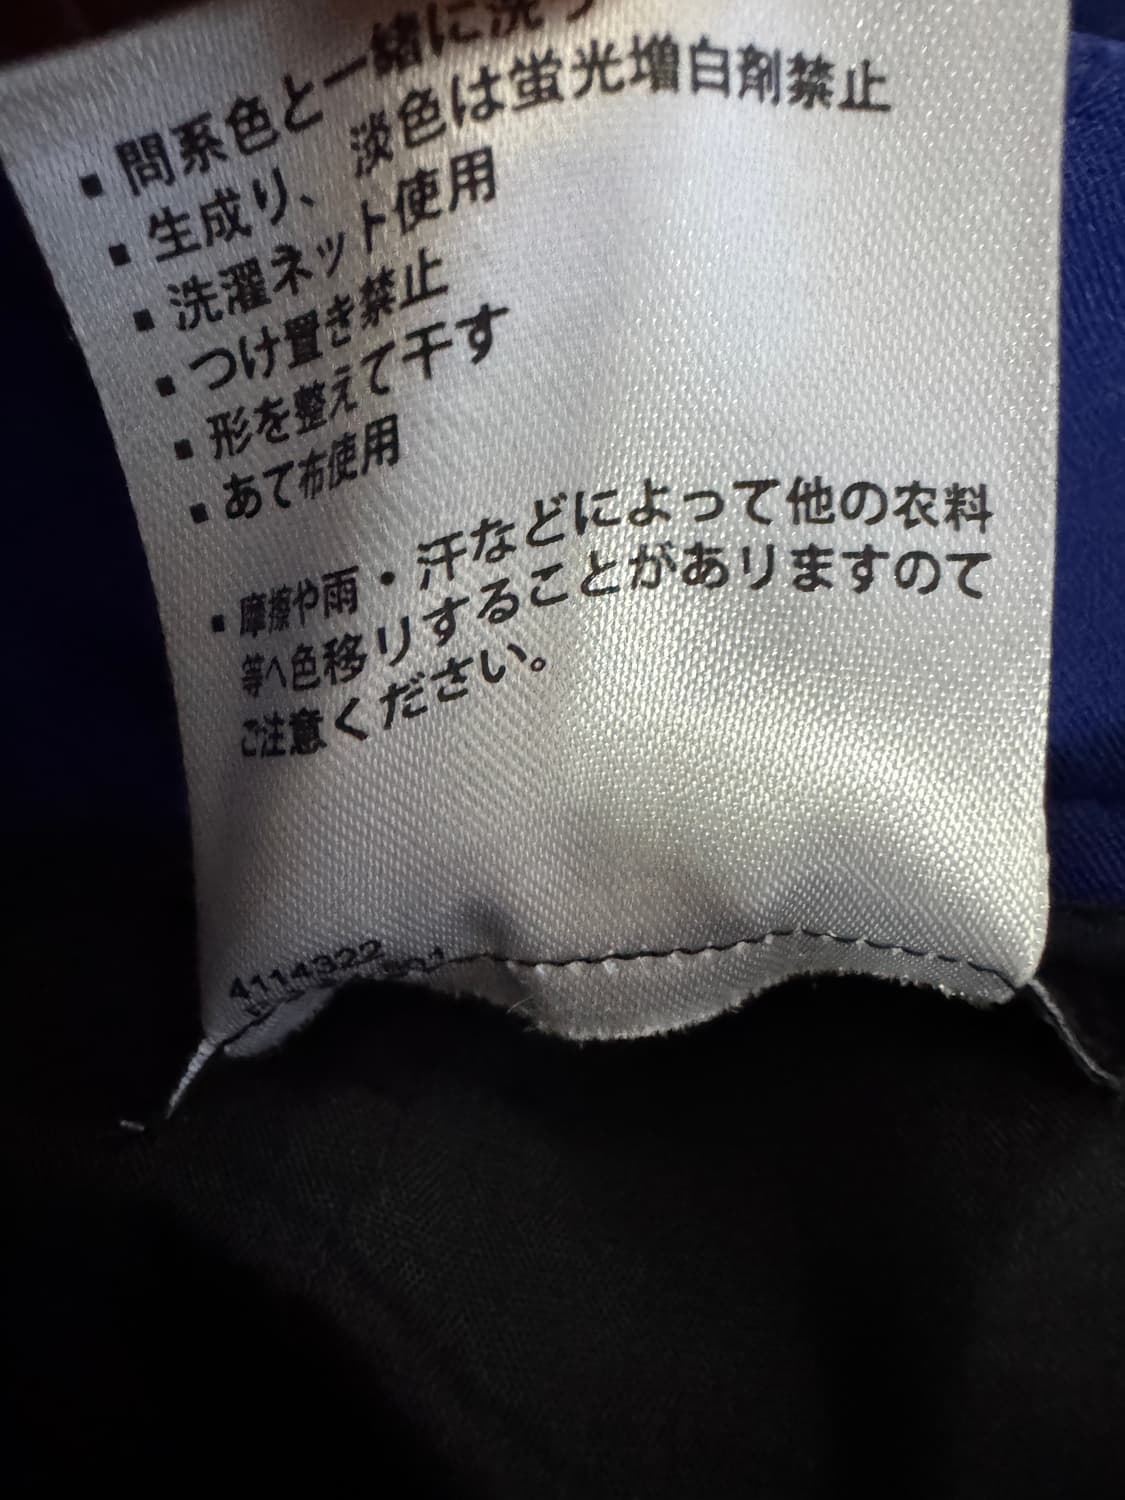 ▪ 同系色と一緒に洗う
▪ 生成り、淡色は蛍光増白剤禁止
▪ 洗濯ネット使用
▪ つけ置き禁止
▪ 形を整えて干す
▪ あて布使用
▪ 摩擦や雨・汗などによって他の衣料
等へ色移りすることがありますので
ご注意ください。
4114322